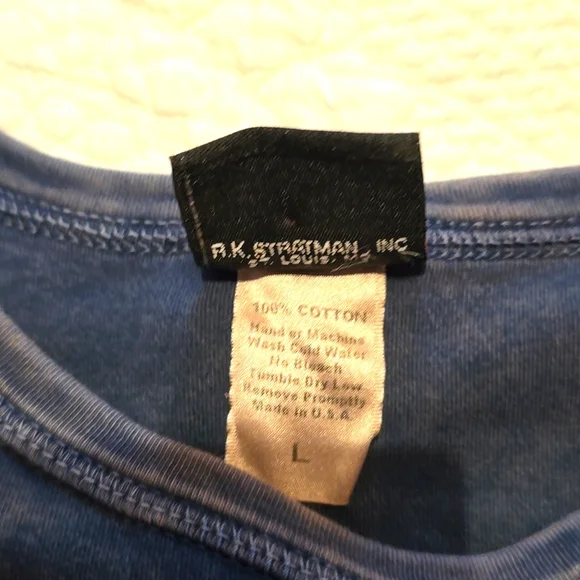 R.K. STRATMAN, INC
ST. LOUIS, MO
100% COTTON
Hand or Machine
Wash Cold Water
No Bleach
Tumble Dry Low
Remove Promptly
Made in U.S.A.
L